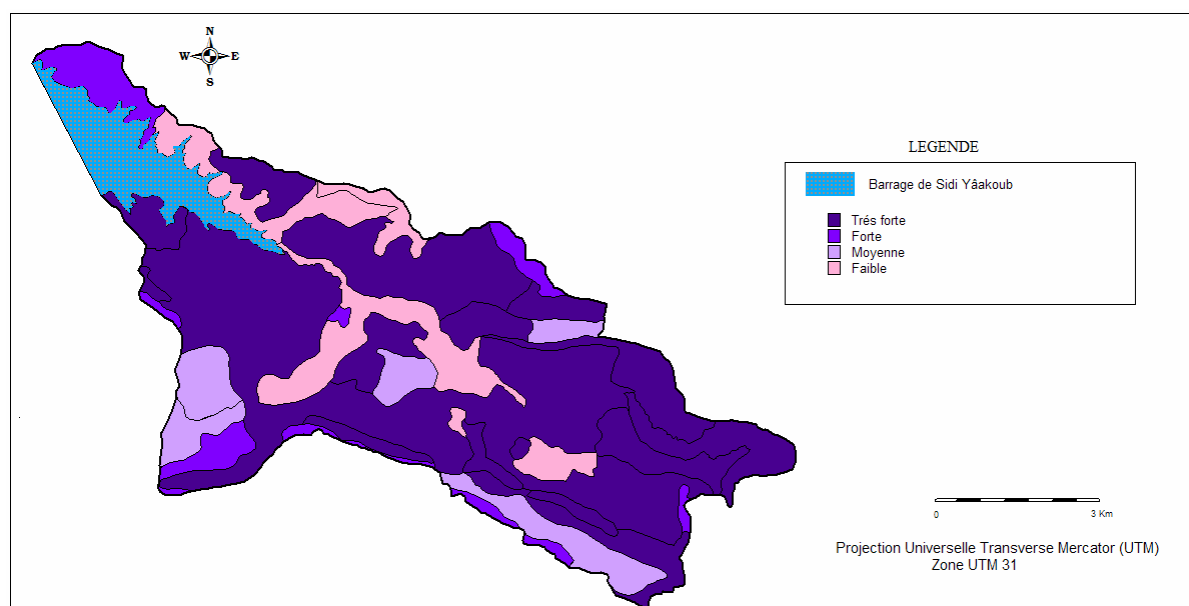 N
W E
S
LEGENDE
Barrage de Sidi Yâakoub
Trés forte
Forte
Moyenne
Faible
0 3 Km
Projection Universelle Transverse Mercator (UTM)
Zone UTM 31